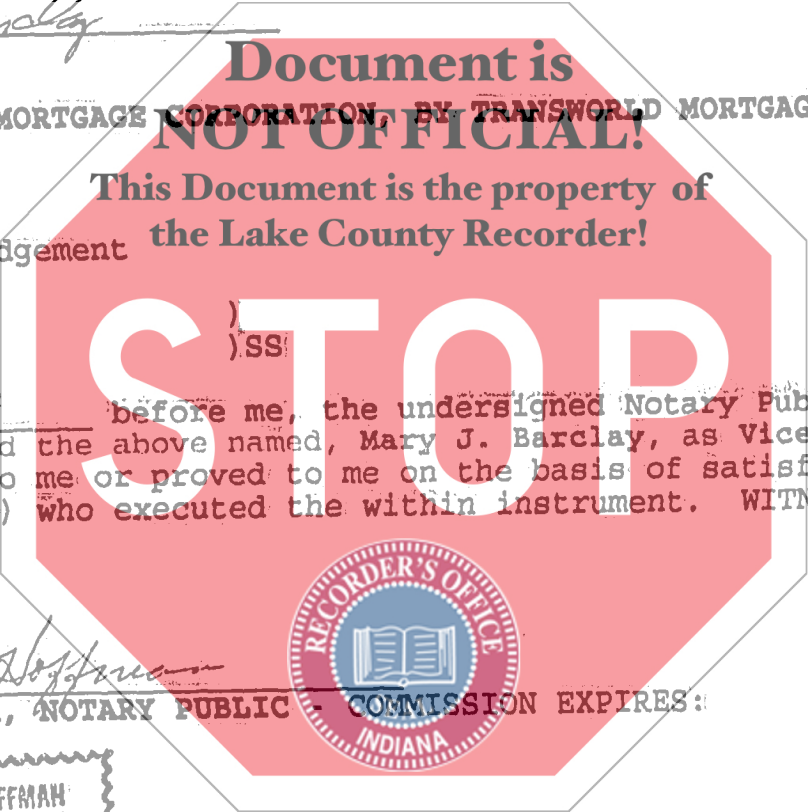 Document is
MORTGAGE CORPORATION, BY TRANSWORLD MORTGAG
NOT OFFICIAL!
This Document is the property of
the Lake County Recorder!
dgement
)
)SS
STOP
before me, the undersigned Notary Pub
d the above named, Mary J. Barclay, as Vice
o me or proved to me on the basis of satisf
) who executed the within instrument. WITN
RECORDER'S OFFICE
Hoffman
, NOTARY PUBLIC - COMMISSION EXPIRES:
INDIANA
FFMAN